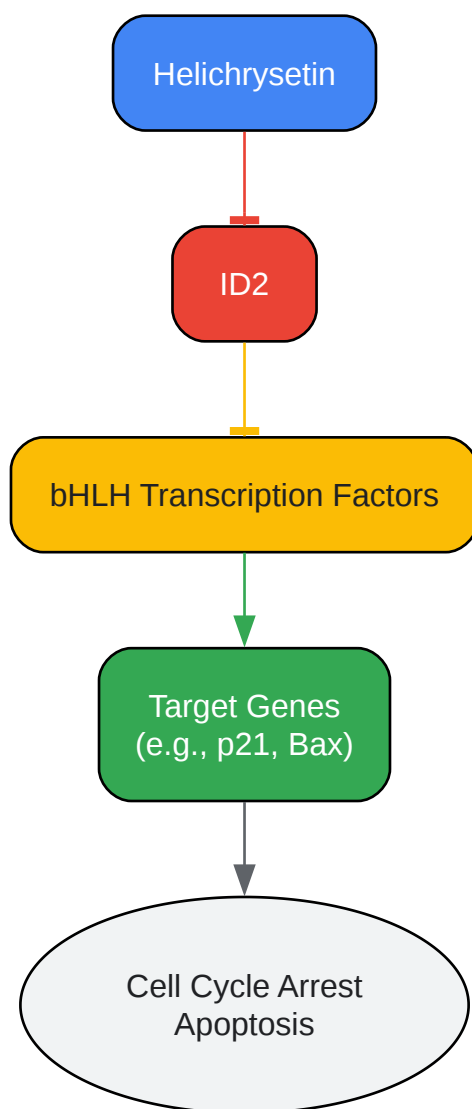 Helichrysetin
ID2
bHLH Transcription Factors
Target Genes
(e.g., p21, Bax)
Cell Cycle Arrest
Apoptosis